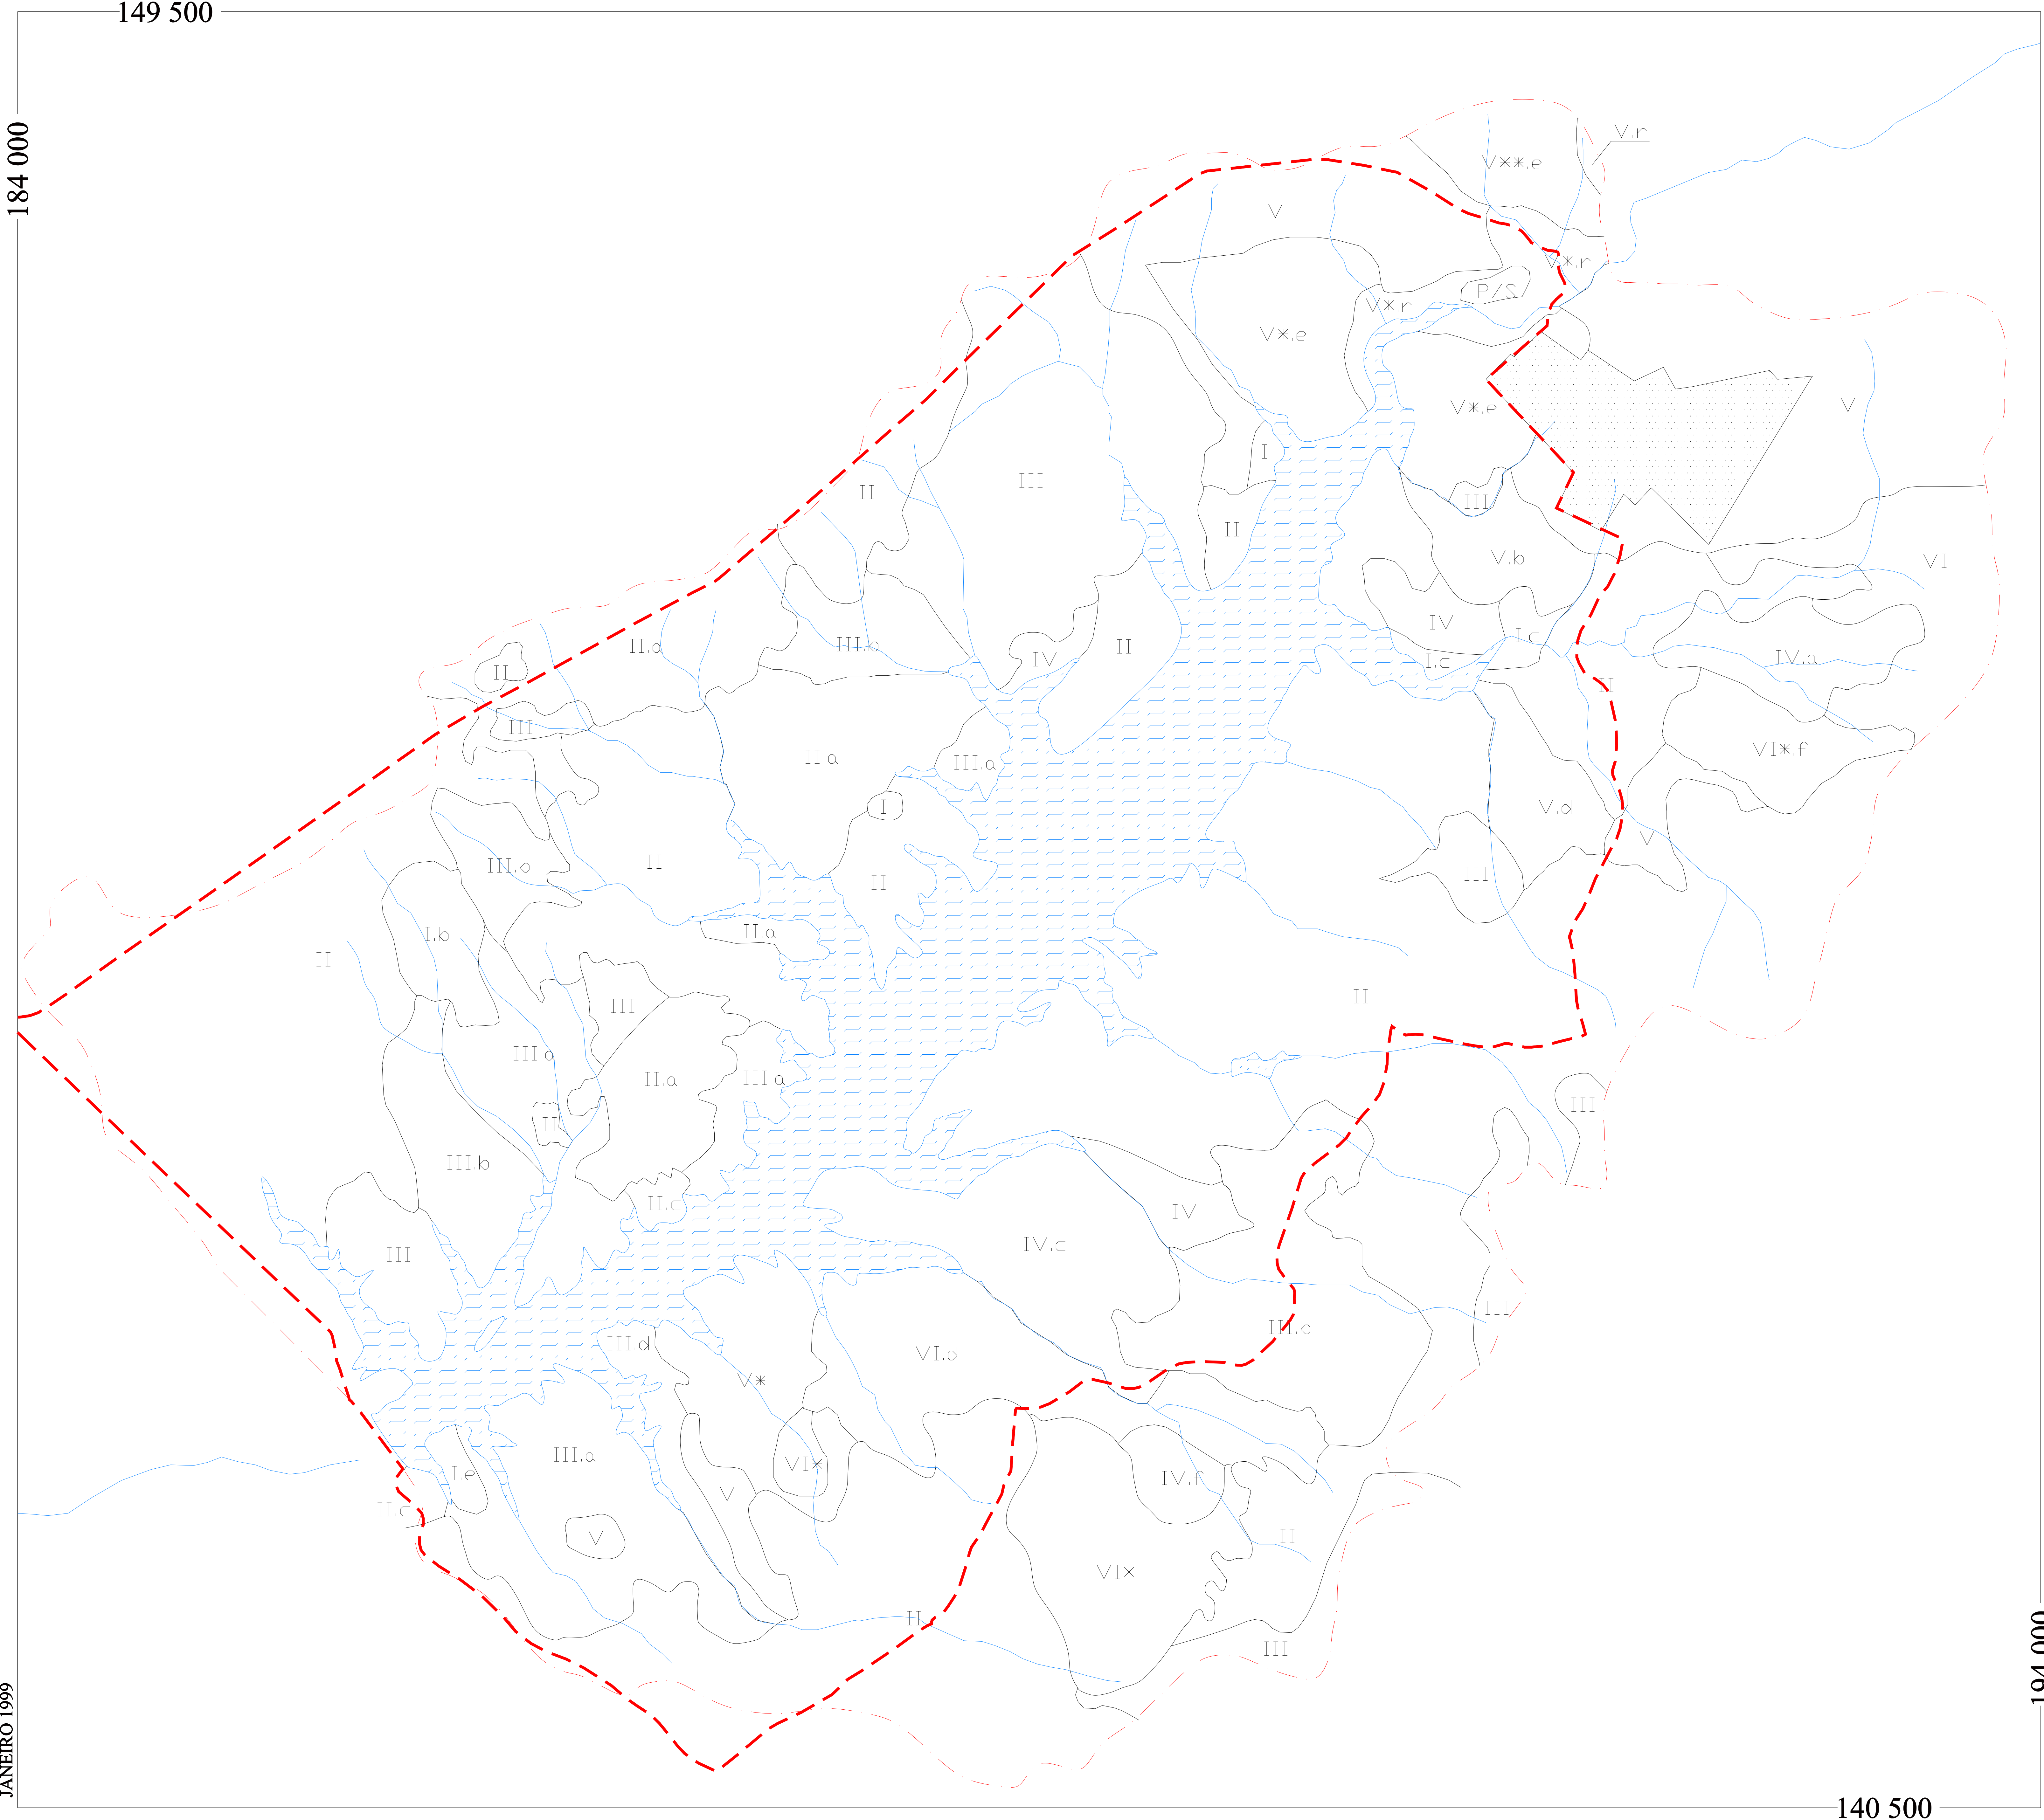 149 500
184 000
V.r
V**.e
V
V*.r
P/S
V*.r
V*.e
V*.e
V
I
III
II
III
II
V.b
VI
IV
I.c
II.a
III.b
IV
II
I.c
IV.a
II
II
III
II.a
III.a
VI*.f
I
V.d
V
III.b
II
II
III
I.b
II.a
II
II
III
III.a
II.a
III.a
III
II
III.b
II.c
IV
IV.c
III
III
III.b
III.d
VI.d
V*
III.a
VI*
I.e
IV.f
V
II.c
V
II
VI*
II
III
194 000
JANEIRO 1999
140 500